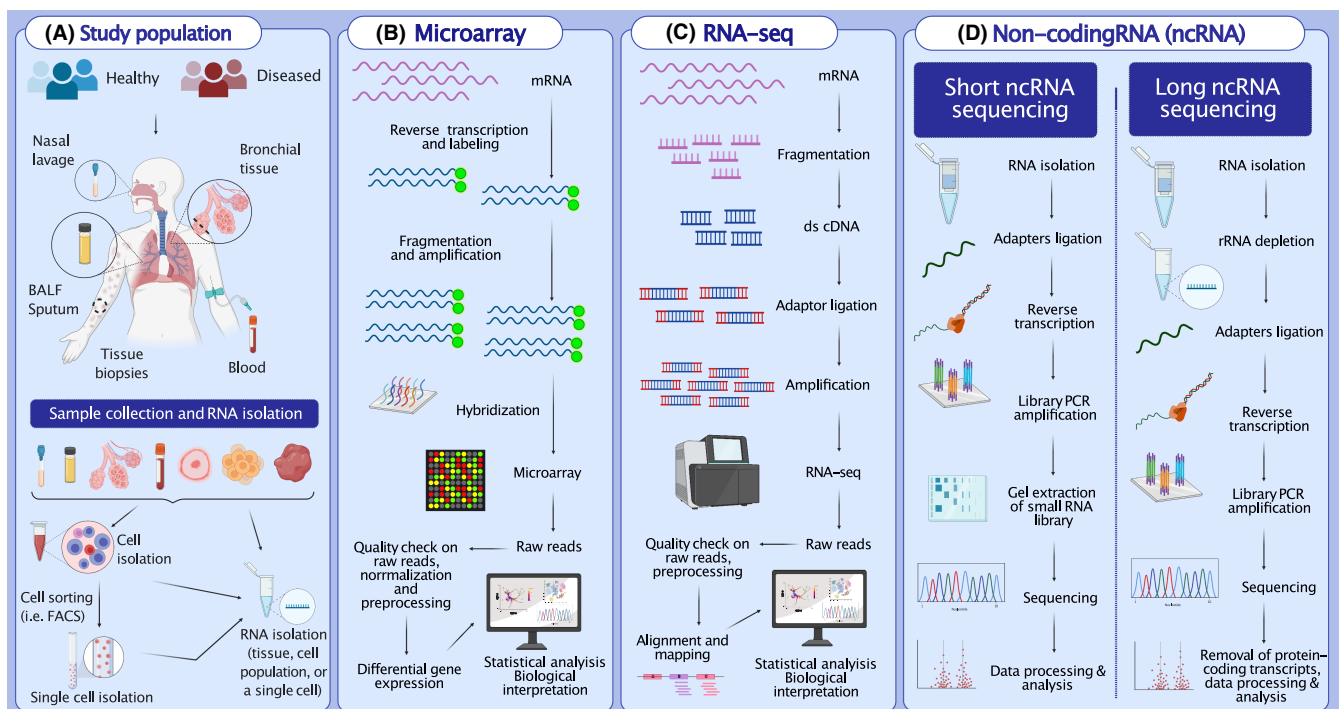 (A) Study population
Healthy
Diseased
Nasal
lavage
Bronchial
tissue
BALF
Sputum
Tissue
biopsies
Blood
Sample collection and RNA isolation
Cell
isolation
Cell sorting
(i.e. FACS)
Single cell isolation
RNA isolation
(tissue, cell
population, or
a single cell)
(B) Microarray
mRNA
Reverse transcription
and labeling
Fragmentation
and amplification
Hybridization
Microarray
Raw reads
Quality check on
raw reads,
normalization and
preprocessing
Differential gene
expression
Statistical analyisis
Biological
interpretation
(C) RNA-seq
mRNA
Fragmentation
ds cDNA
Adaptor ligation
Amplification
RNA-seq
Raw reads
Quality check on
raw reads,
preprocessing
Alignment and
mapping
Statistical analyisis
Biological
interpretation
(D) Non-codingRNA (ncRNA)
Short ncRNA
sequencing
RNA isolation
Adapters ligation
Reverse
transcription
Library PCR
amplification
Gel extraction
of small RNA
library
Sequencing
Data processing &
analysis
Long ncRNA
sequencing
RNA isolation
rRNA depletion
Adapters ligation
Reverse
transcription
Library PCR
amplification
Sequencing
Removal of protein-
coding transcripts,
data processing &
analysis